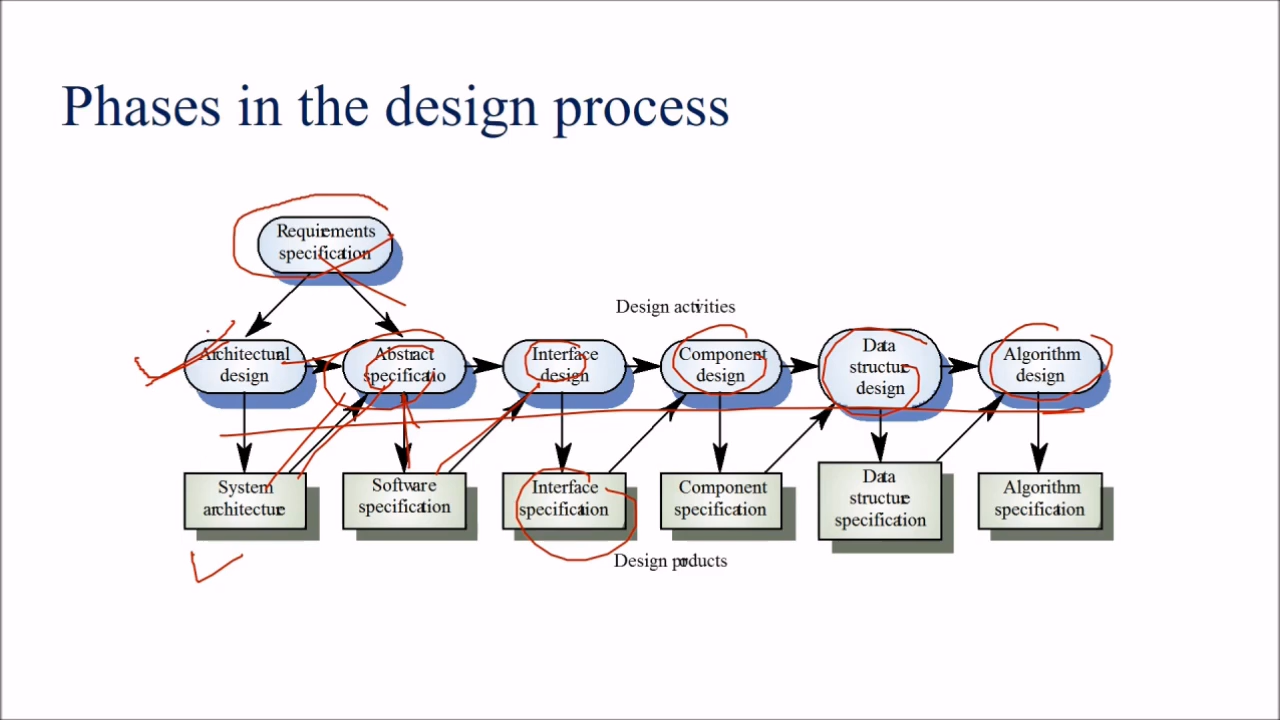 Phases in the design process
Requirements
specification
Design activities
Architectural
design
Abstract
specificatio
Interface
design
Component
design
Data
structure
design
Algorithm
design
System
architecture
Software
specification
Interface
specification
Component
specification
Data
structure
specification
Algorithm
specification
Design products